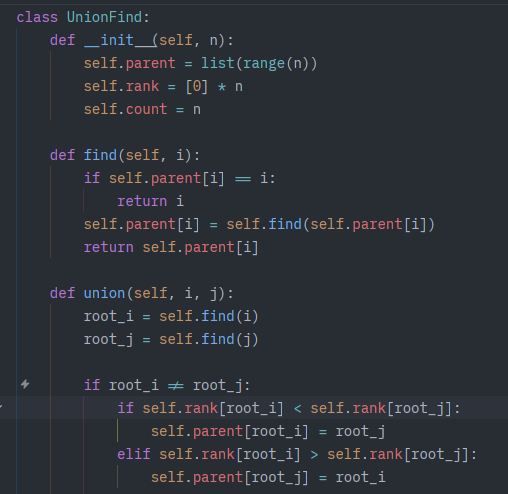 class UnionFind:
    def __init__(self, n):
        self.parent = list(range(n))
        self.rank = [0] * n
        self.count = n

    def find(self, i):
        if self.parent[i] == i:
            return i
        self.parent[i] = self.find(self.parent[i])
        return self.parent[i]

    def union(self, i, j):
        root_i = self.find(i)
        root_j = self.find(j)

        if root_i != root_j:
            if self.rank[root_i] < self.rank[root_j]:
                self.parent[root_i] = root_j
            elif self.rank[root_i] > self.rank[root_j]:
                self.parent[root_j] = root_i